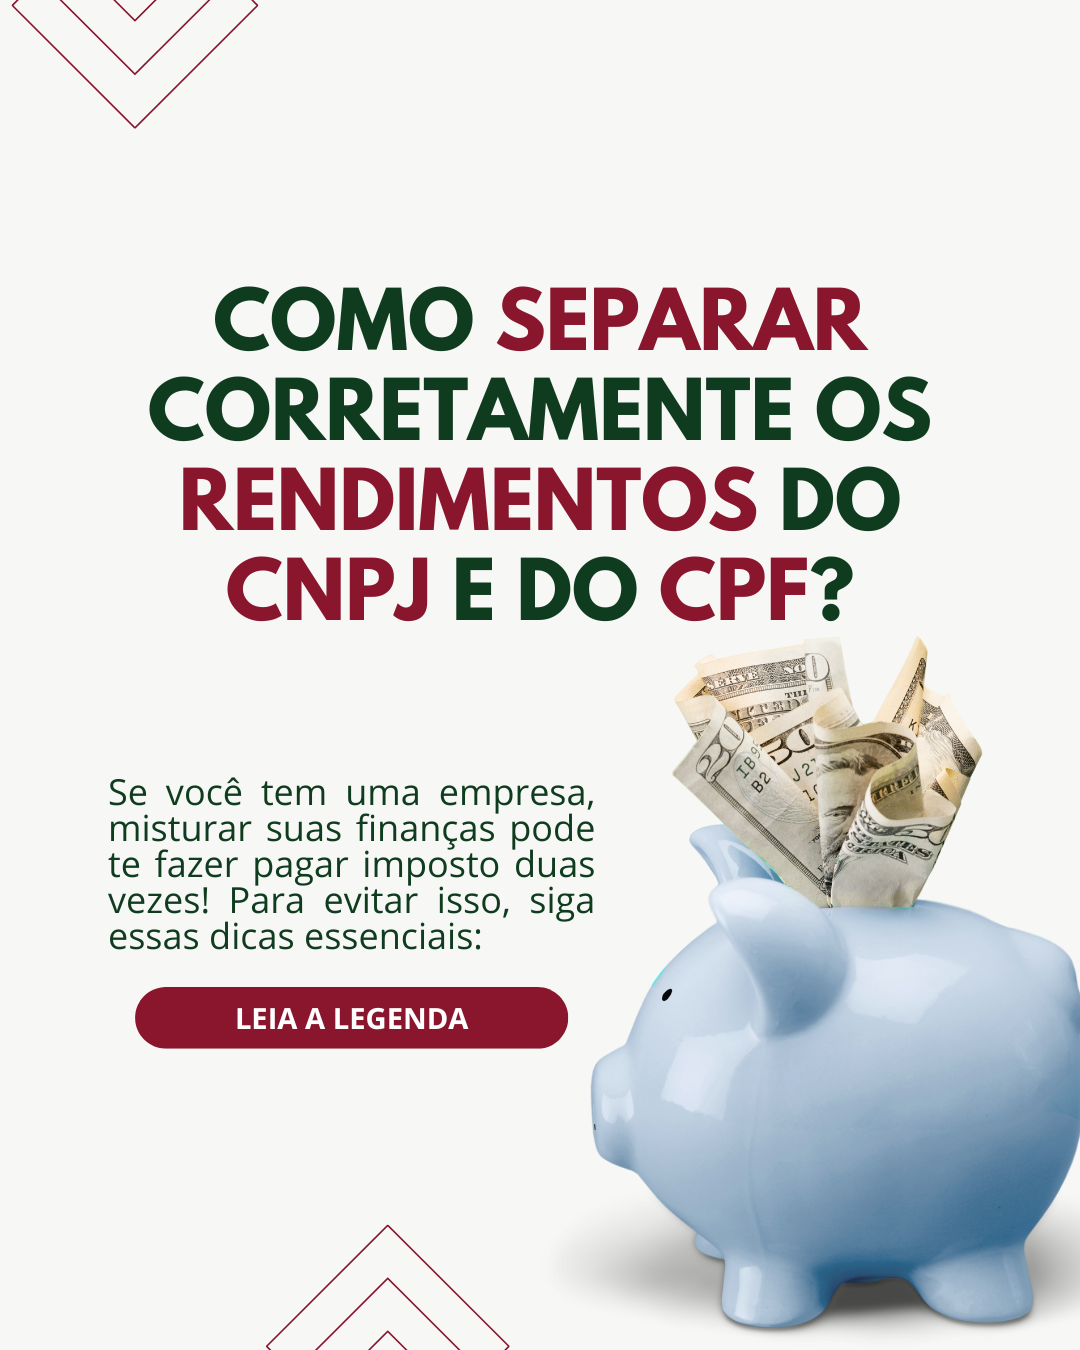 COMO SEPARAR
CORRETAMENTE OS
RENDIMENTOS DO
CNPJ E DO CPF?
Se você tem uma empresa,
misturar suas finanças pode
te fazer pagar imposto duas
vezes! Para evitar isso, siga
essas dicas essenciais:
LEIA A LEGENDA